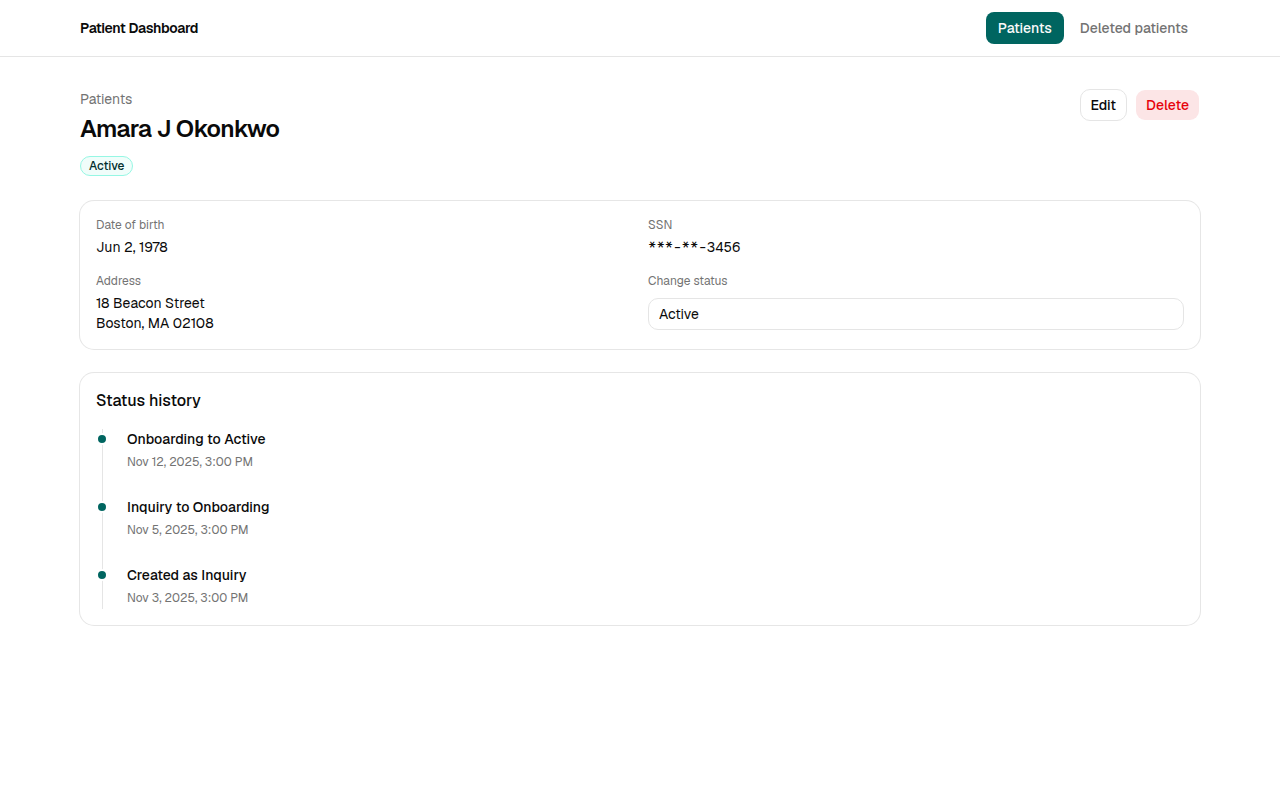 Patient Dashboard
Patients
Deleted patients
Patients
Amara J Okonkwo
Active
Edit
Delete
Date of birth
Jun 2, 1978
SSN
***-**-3456
Address
18 Beacon Street
Boston, MA 02108
Change status
Active
Status history
Onboarding to Active
Nov 12, 2025, 3:00 PM
Inquiry to Onboarding
Nov 5, 2025, 3:00 PM
Created as Inquiry
Nov 3, 2025, 3:00 PM